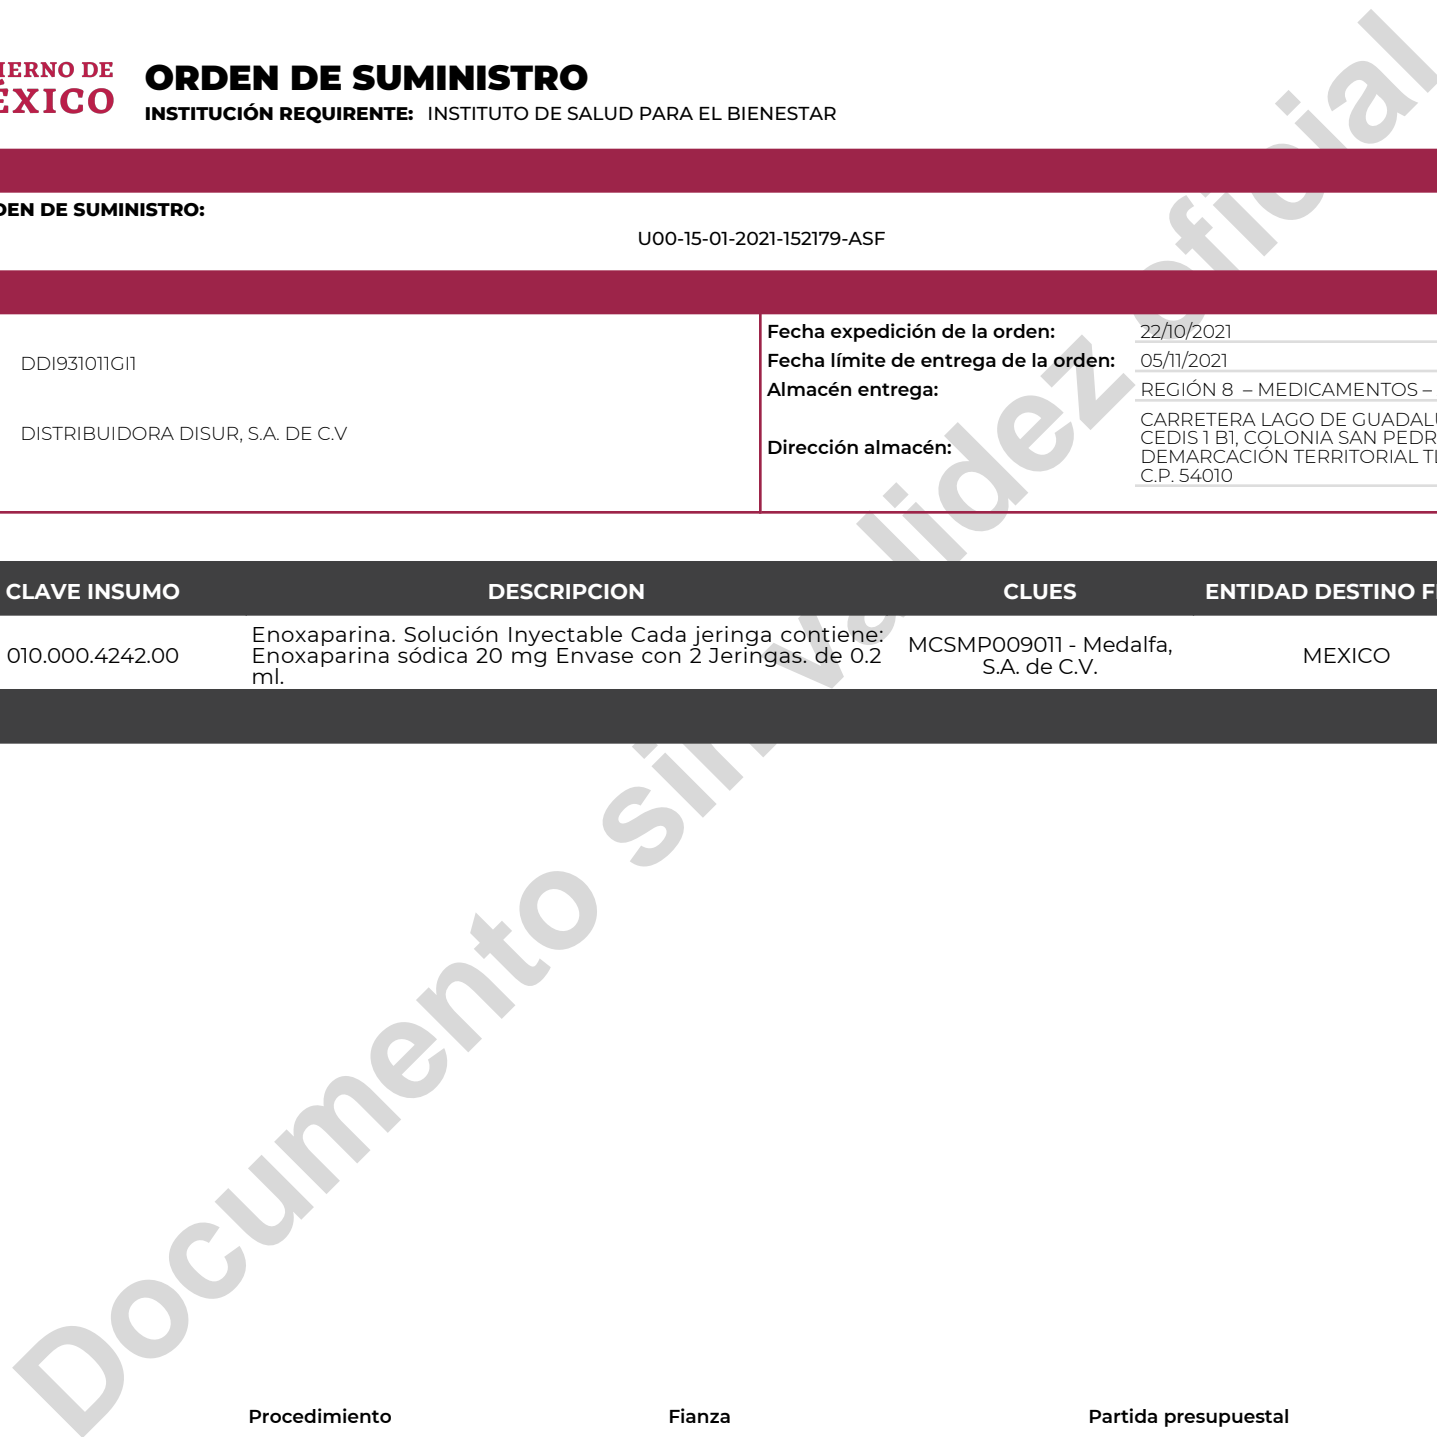 IERNO DE
ÉXICO
ORDEN DE SUMINISTRO
INSTITUCIÓN REQUIRENTE: INSTITUTO DE SALUD PARA EL BIENESTAR
DEN DE SUMINISTRO:
U00-15-01-2021-152179-ASF
DDI931011GI1
DISTRIBUIDORA DISUR, S.A. DE C.V
Fecha expedición de la orden: 22/10/2021
Fecha límite de entrega de la orden: 05/11/2021
Almacén entrega: REGIÓN 8 – MEDICAMENTOS –
Dirección almacén:
CARRETERA LAGO DE GUADALU
CEDIS 1 B1, COLONIA SAN PEDR
DEMARCACIÓN TERRITORIAL TL
C.P. 54010
CLAVE INSUMO DESCRIPCION CLUES ENTIDAD DESTINO FI
010.000.4242.00
Enoxaparina. Solución Inyectable Cada jeringa contiene:
Enoxaparina sódica 20 mg Envase con 2 Jeringas. de 0.2
ml.
MCSMP009011 - Medalfa,
S.A. de C.V.
MEXICO
Documento sin validez oficial
Procedimiento Fianza Partida presupuestal